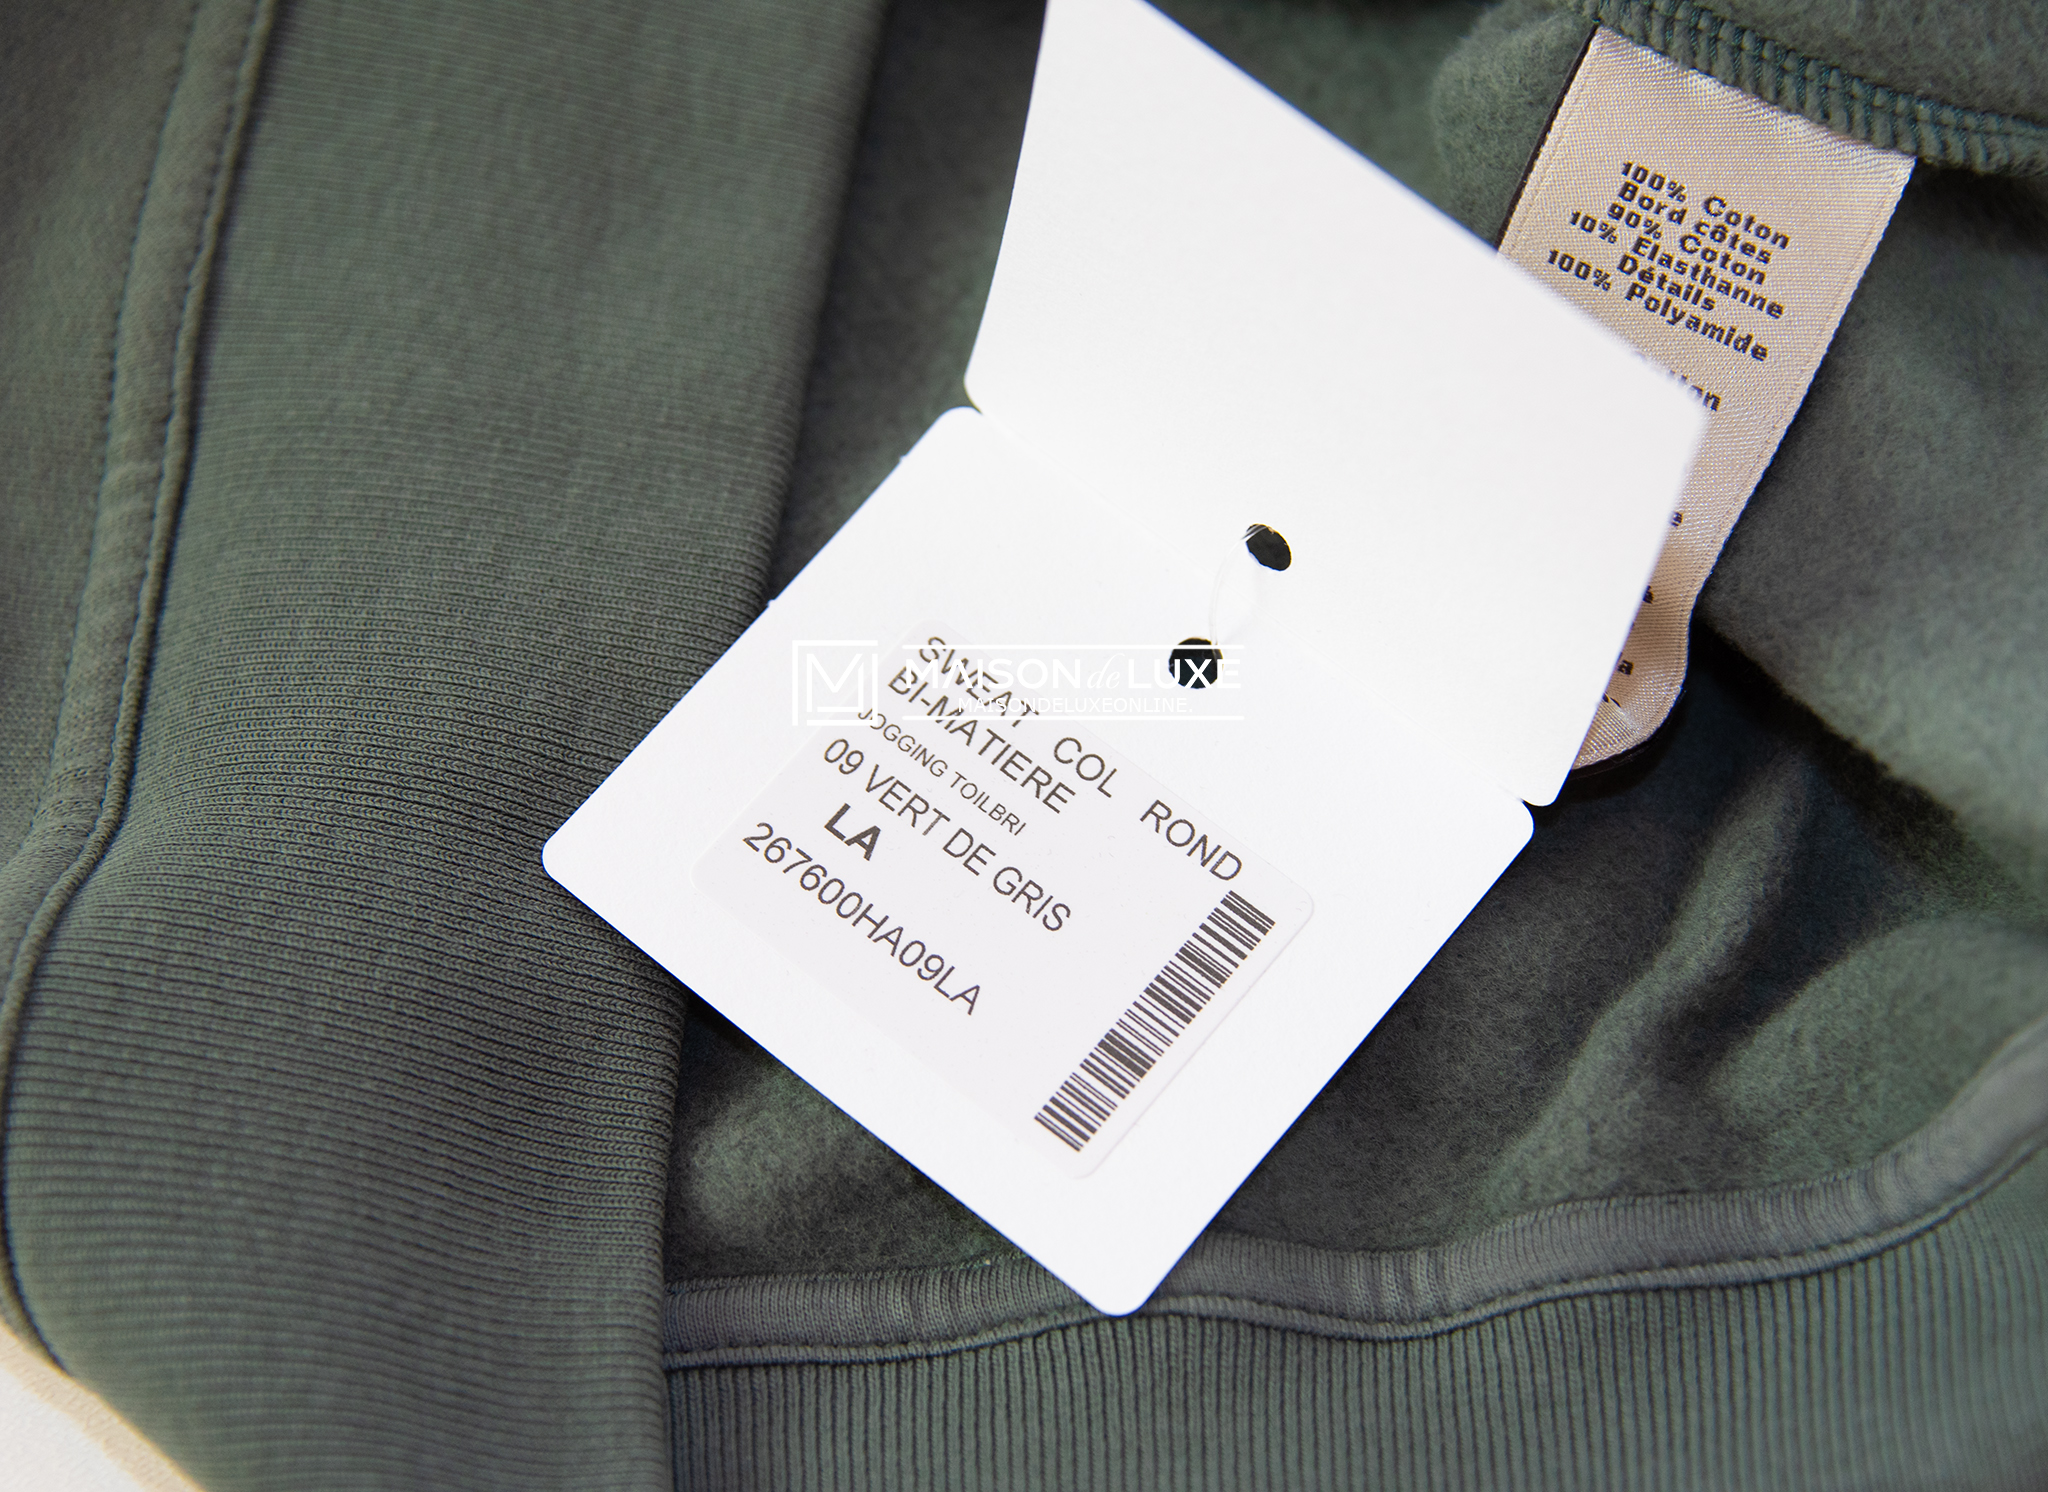 100% Coton
Bord côtes
90% Coton
10% Elasthanne
Détails
100% Polyamide
MAISON de LUXE
MAISONDELUXEONLINE.
SWEAT COL ROND
BI-MATIERE
JOGGING TOILBRI
09 VERT DE GRIS
LA
267600HA09LA